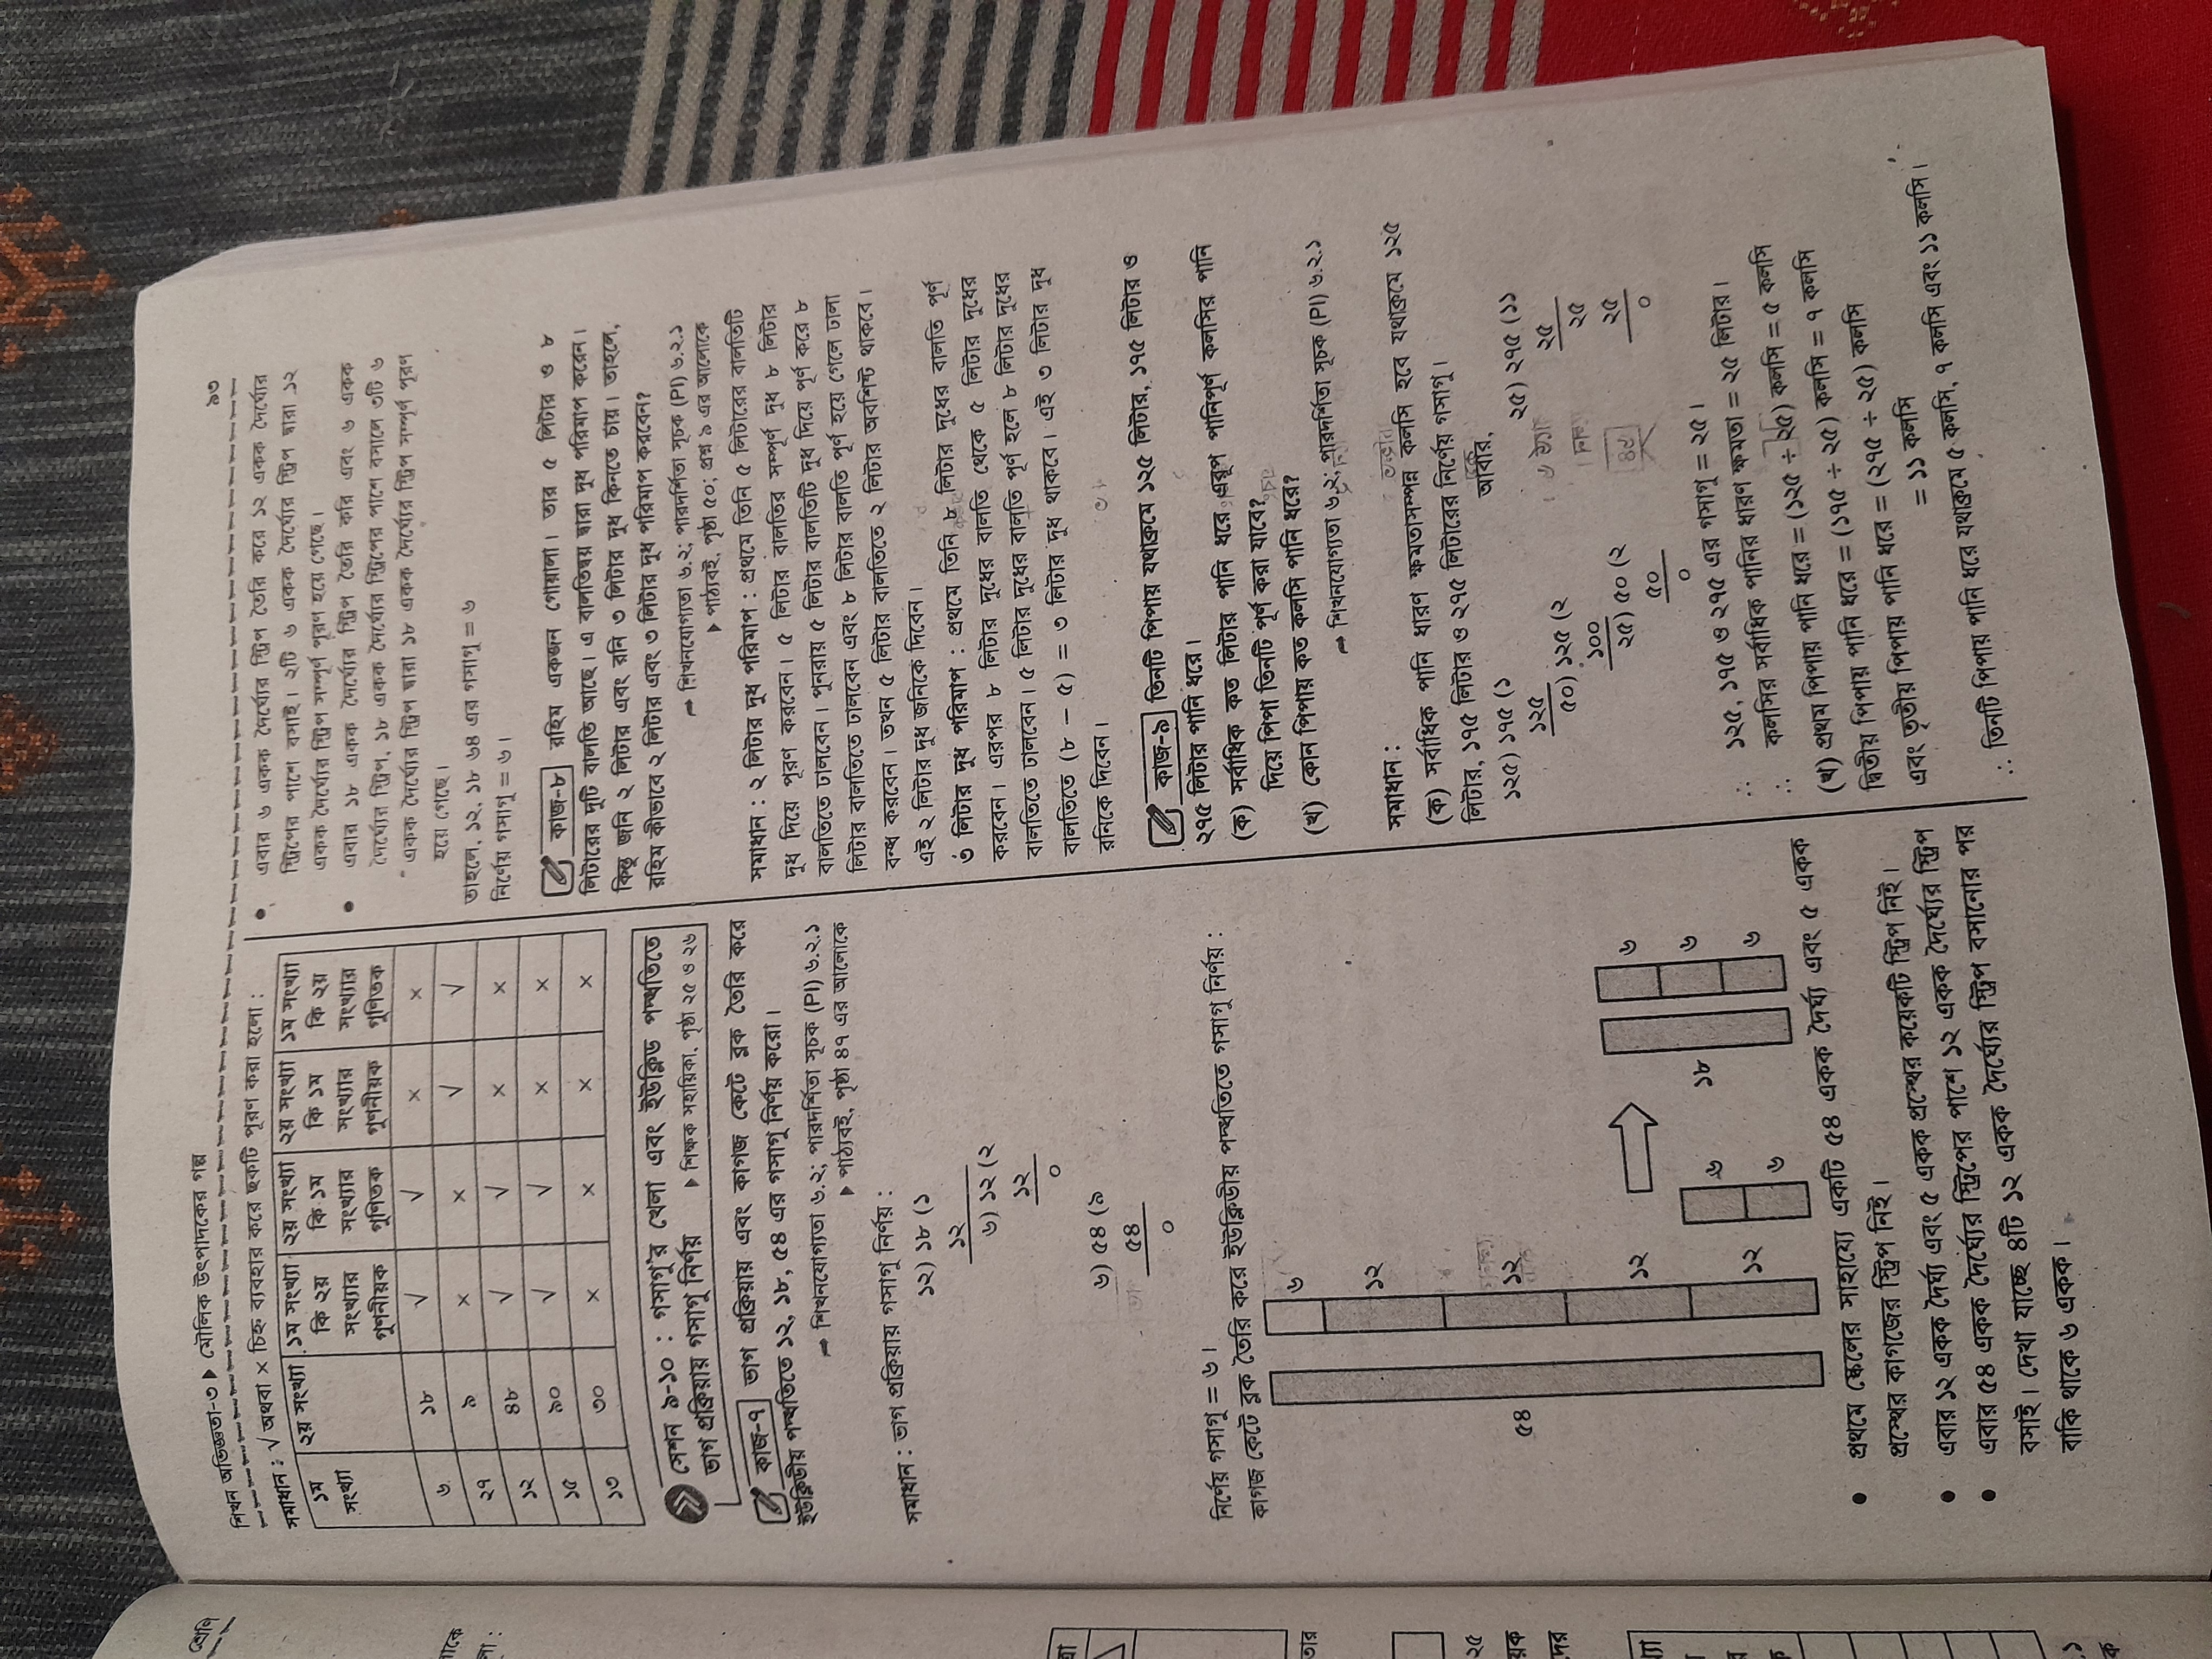 শিখন অভিজ্ঞতা-৩ মৌলিক উৎপাদকের গল্প
৯৩
সমাধান : √ অথবা × চিহ্ন ব্যবহার করে ছকটি পূরণ করা হলো :
১ম সংখ্যা | ২য় সংখ্যা | ১ম সংখ্যা কি ২য় সংখ্যার গুণনীয়ক | ২য় সংখ্যা কি ১ম সংখ্যার গুণিতক | ২য় সংখ্যা কি ১ম সংখ্যার গুণনীয়ক | ১ম সংখ্যা কি ২য় সংখ্যার গুণিতক
৬ | ১৮ | √ | √ | × | ×
২৭ | ৯ | × | × | √ | √
১২ | ৪৮ | √ | √ | × | ×
১৫ | ৯০ | √ | √ | × | ×
১৩ | ৩০ | × | × | × | ×
সেশন ৯-১০ : গসাগু'র খেলা এবং ইউক্লিড পদ্ধতিতে
ভাগ প্রক্রিয়ায় গসাগু নির্ণয় শিক্ষক সহায়িকা, পৃষ্ঠা ২৫ ও ২৬
কাজ-৭ ভাগ প্রক্রিয়ায় এবং কাগজ কেটে ব্লক তৈরি করে
ইউক্লিডীয় পদ্ধতিতে ১২, ১৮, ৫৪ এর গসাগু নির্ণয় করো।
শিখনযোগ্যতা ৬.২; পারদর্শিতা সূচক (PI) ৬.২.১
পাঠ্যবই, পৃষ্ঠা ৪৭ এর আলোকে
সমাধান : ভাগ প্রক্রিয়ায় গসাগু নির্ণয় :
১২) ১৮ (১
১২
৬) ১২ (২
১২
০
৬) ৫৪ (৯
৫৪
০
নির্ণেয় গসাগু = ৬।
কাগজ কেটে ব্লক তৈরি করে ইউক্লিডীয় পদ্ধতিতে গসাগু নির্ণয় :
৬
১২
৫৪
১২
১২
১২
৬
৬
১৮
৬
৬
৬
প্রথমে স্কেলের সাহায্যে একটি ৫৪ একক দৈর্ঘ্য এবং ৫ একক
প্রস্থের কাগজের স্ট্রিপ নিই।
এবার ১২ একক দৈর্ঘ্য এবং ৫ একক প্রস্থের কয়েকটি স্ট্রিপ নিই।
এবার ৫৪ একক দৈর্ঘ্যের স্ট্রিপের পাশে ১২ একক দৈর্ঘ্যের স্ট্রিপ
বসাই। দেখা যাচ্ছে ৪টি ১২ একক দৈর্ঘ্যের স্ট্রিপ বসানোর পর
বাকি থাকে ৬ একক।
এবার ৬ একক দৈর্ঘ্যের স্ট্রিপ তৈরি করে ১২ একক দৈর্ঘ্যের
স্ট্রিপের পাশে বসাই। ২টি ৬ একক দৈর্ঘ্যের স্ট্রিপ দ্বারা ১২
একক দৈর্ঘ্যের স্ট্রিপ সম্পূর্ণ পূরণ হয়ে গেছে।
এবার ১৮ একক দৈর্ঘ্যের স্ট্রিপ তৈরি করি এবং ৬ একক
দৈর্ঘ্যের স্ট্রিপ, ১৮ একক দৈর্ঘ্যের স্ট্রিপের পাশে বসালে ৩টি ৬
একক দৈর্ঘ্যের স্ট্রিপ দ্বারা ১৮ একক দৈর্ঘ্যের স্ট্রিপ সম্পূর্ণ পূরণ
হয়ে গেছে।
তাহলে, ১২, ১৮ ৬৪ এর গসাগু = ৬
নির্ণেয় গসাগু = ৬।
কাজ-৮ রহিম একজন গোয়ালা। তার ৫ লিটার ও ৮
লিটারের দুটি বালতি আছে। এ বালতিদ্বয় দ্বারা দুধ পরিমাপ করেন।
কিন্তু জনি ২ লিটার এবং রনি ৩ লিটার দুধ কিনতে চায়। তাহলে,
রহিম কীভাবে ২ লিটার এবং ৩ লিটার দুধ পরিমাপ করবেন?
শিখনযোগ্যতা ৬.২; পারদর্শিতা সূচক (PI) ৬.২.১
পাঠ্যবই, পৃষ্ঠা ৫০; প্রশ্ন ৯ এর আলোকে
সমাধান : ২ লিটার দুধ পরিমাপ : প্রথমে তিনি ৫ লিটারের বালতিটি
দুধ দিয়ে পূরণ করবেন। ৫ লিটার বালতির সম্পূর্ণ দুধ ৮ লিটার
বালতিতে ঢালবেন। পুনরায় ৫ লিটার বালতিটি দুধ দিয়ে পূর্ণ করে ৮
লিটার বালতিতে ঢালবেন এবং ৮ লিটার বালতি পূর্ণ হয়ে গেলে ঢালা
বন্ধ করবেন। তখন ৫ লিটার বালতিতে ২ লিটার অবশিষ্ট থাকবে।
এই ২ লিটার দুধ জনিকে দিবেন।
৩ লিটার দুধ পরিমাপ : প্রথমে তিনি ৮ লিটার দুধের বালতি পূর্ণ
করবেন। এরপর ৮ লিটার দুধের বালতি থেকে ৫ লিটার দুধের
বালতিতে ঢালবেন। ৫ লিটার দুধের বালতি পূর্ণ হলে ৮ লিটার দুধের
বালতিতে (৮ − ৫) = ৩ লিটার দুধ থাকবে। এই ৩ লিটার দুধ
রনিকে দিবেন।
কাজ-৯ তিনটি পিপায় যথাক্রমে ১২৫ লিটার, ১৭৫ লিটার ও
২৭৫ লিটার পানি ধরে।
(ক) সর্বাধিক কত লিটার পানি ধরে এরূপ পানিপূর্ণ কলসির পানি
দিয়ে পিপা তিনটি পূর্ণ করা যাবে?
(খ) কোন পিপায় কত কলসি পানি ধরে?
শিখনযোগ্যতা ৬.২; পারদর্শিতা সূচক (PI) ৬.২.১
সমাধান :
(ক) সর্বাধিক পানি ধারণ ক্ষমতাসম্পন্ন কলসি হবে যথাক্রমে ১২৫
লিটার, ১৭৫ লিটার ও ২৭৫ লিটারের নির্ণেয় গসাগু।
১২৫) ১৭৫ (১
১২৫
৫০) ১২৫ (২
১০০
২৫) ৫০ (২
৫০
০
আবার,
২৫) ২৭৫ (১১
২৫
২৫
২৫
০
∴ ১২৫, ১৭৫ ও ২৭৫ এর গসাগু = ২৫।
∴ কলসির সর্বাধিক পানির ধারণ ক্ষমতা = ২৫ লিটার।
(খ) প্রথম পিপায় পানি ধরে = (১২৫ ÷ ২৫) কলসি = ৫ কলসি
দ্বিতীয় পিপায় পানি ধরে = (১৭৫ ÷ ২৫) কলসি = ৭ কলসি
এবং তৃতীয় পিপায় পানি ধরে = (২৭৫ ÷ ২৫) কলসি
= ১১ কলসি
∴ তিনটি পিপায় পানি ধরে যথাক্রমে ৫ কলসি, ৭ কলসি এবং ১১ কলসি।